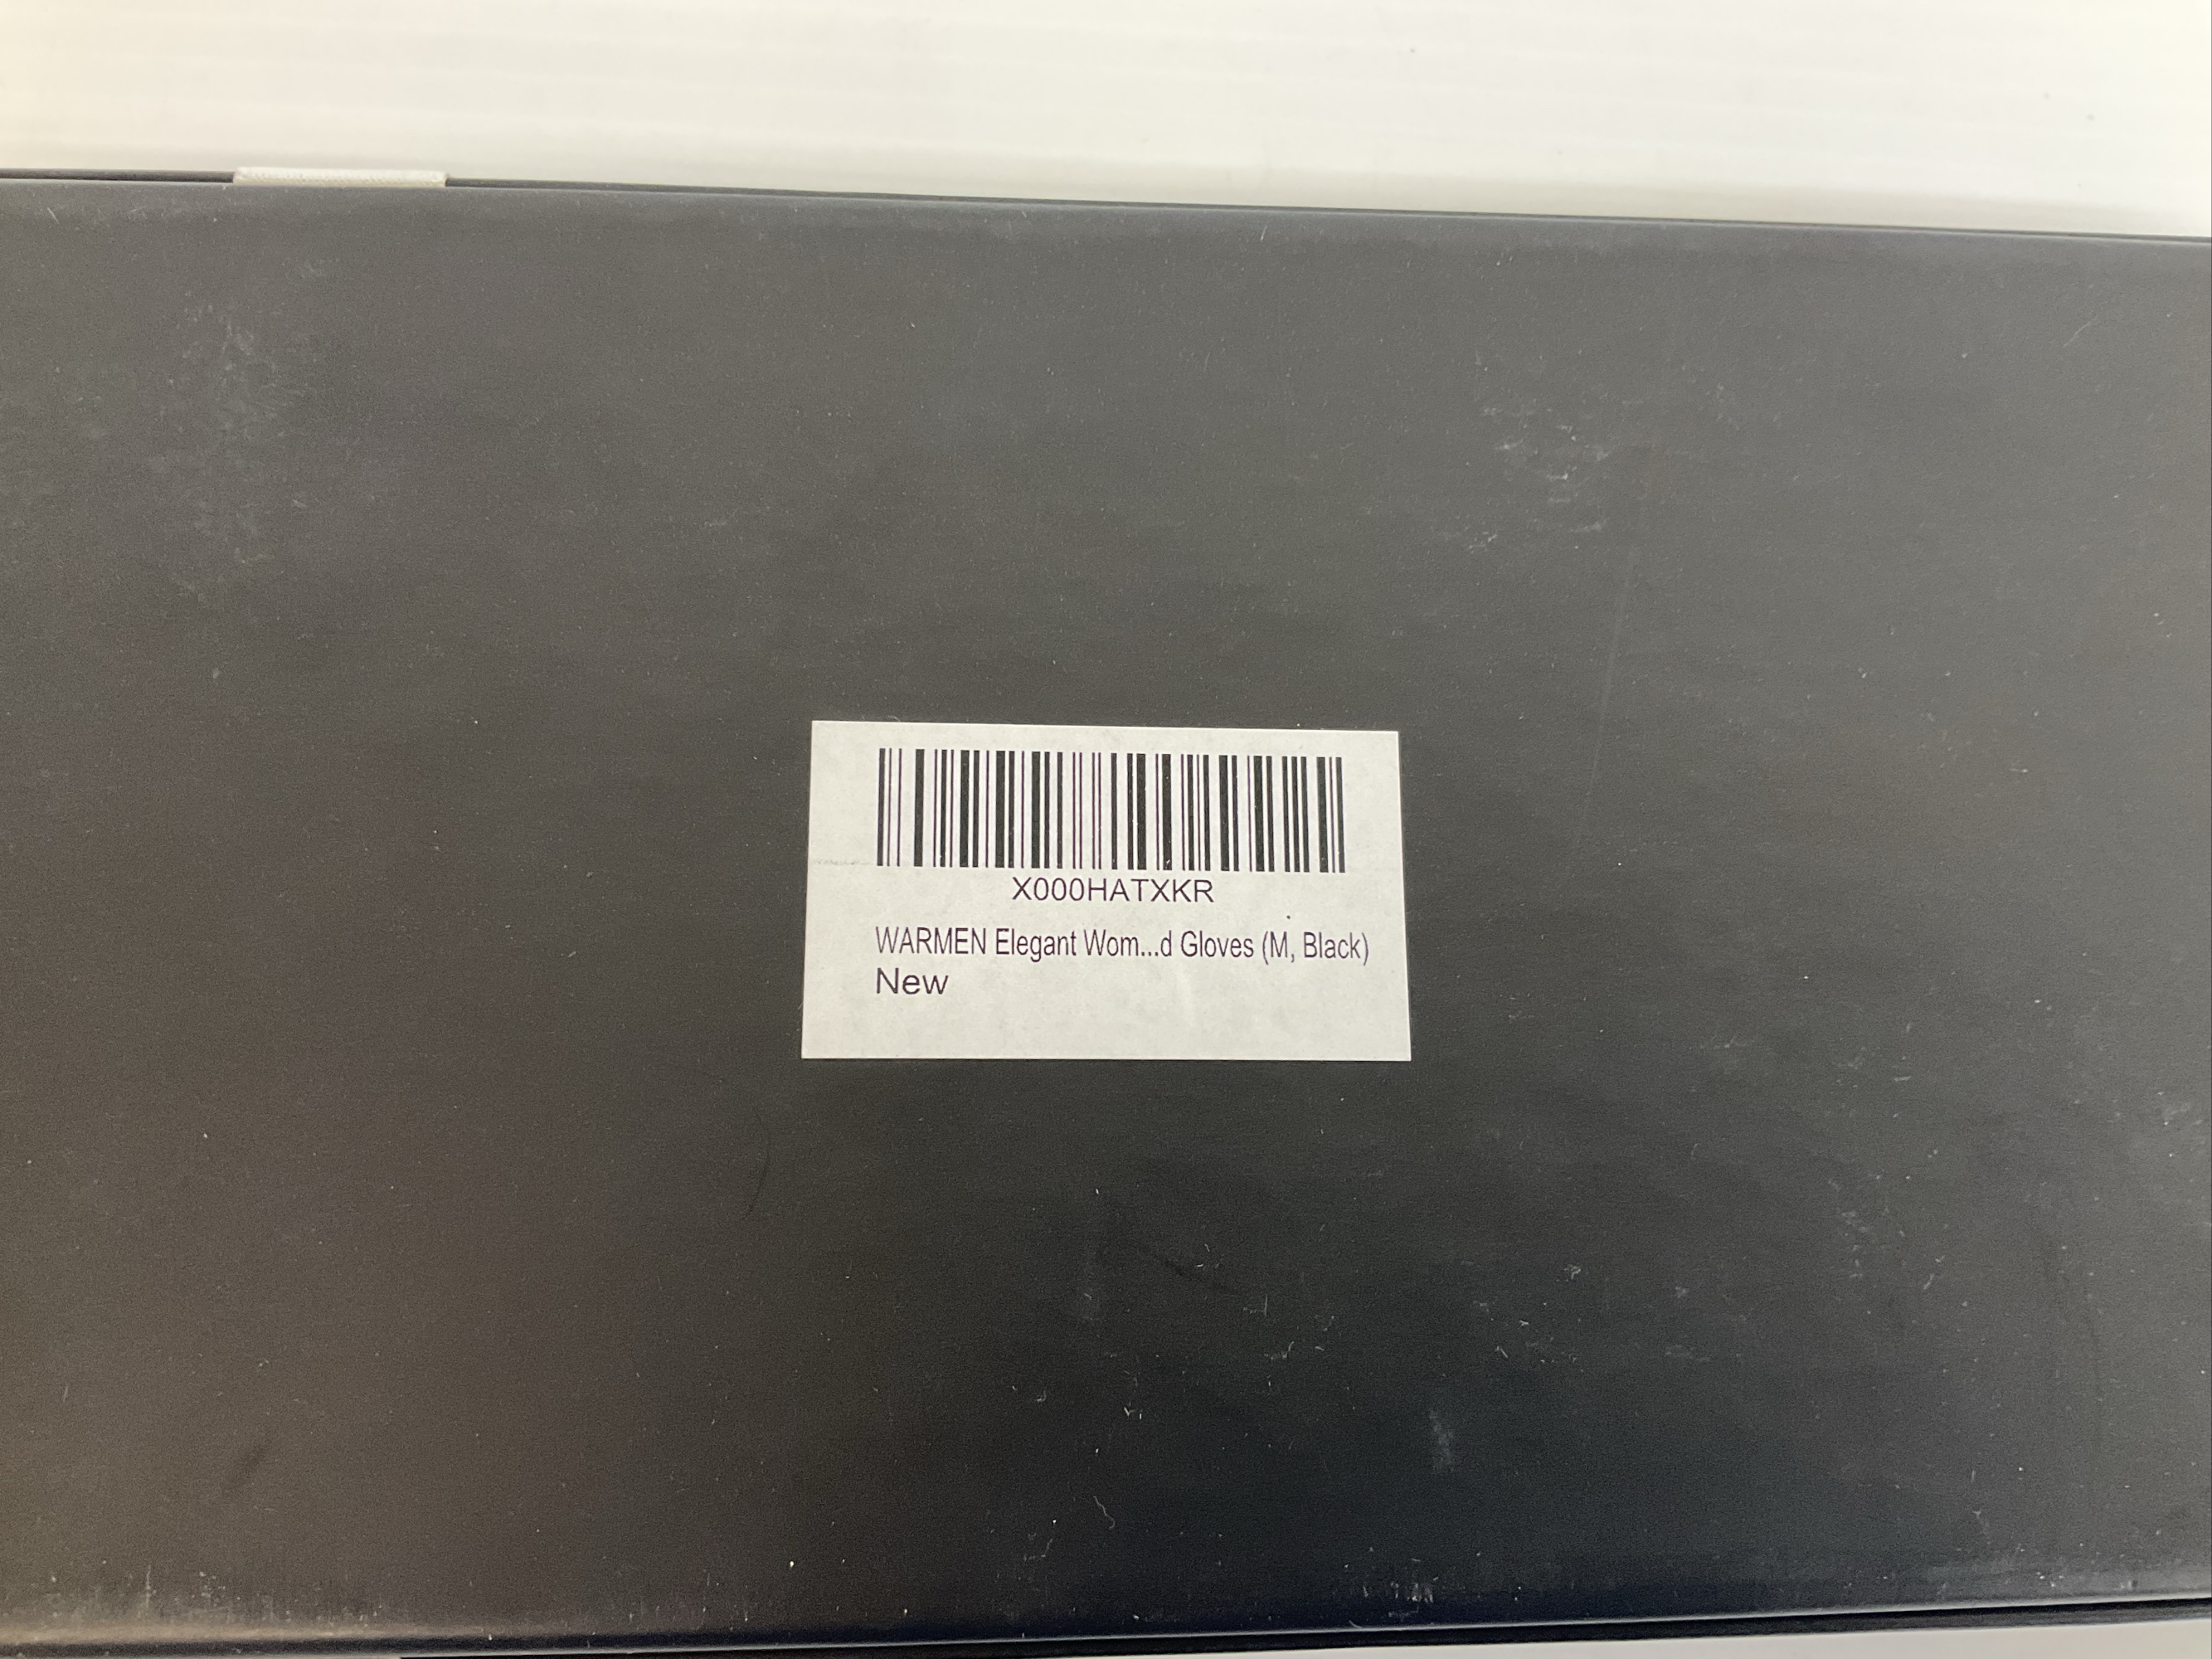 X000HATXKR
WARMEN Elegant Wom...d Gloves (M, Black)
New